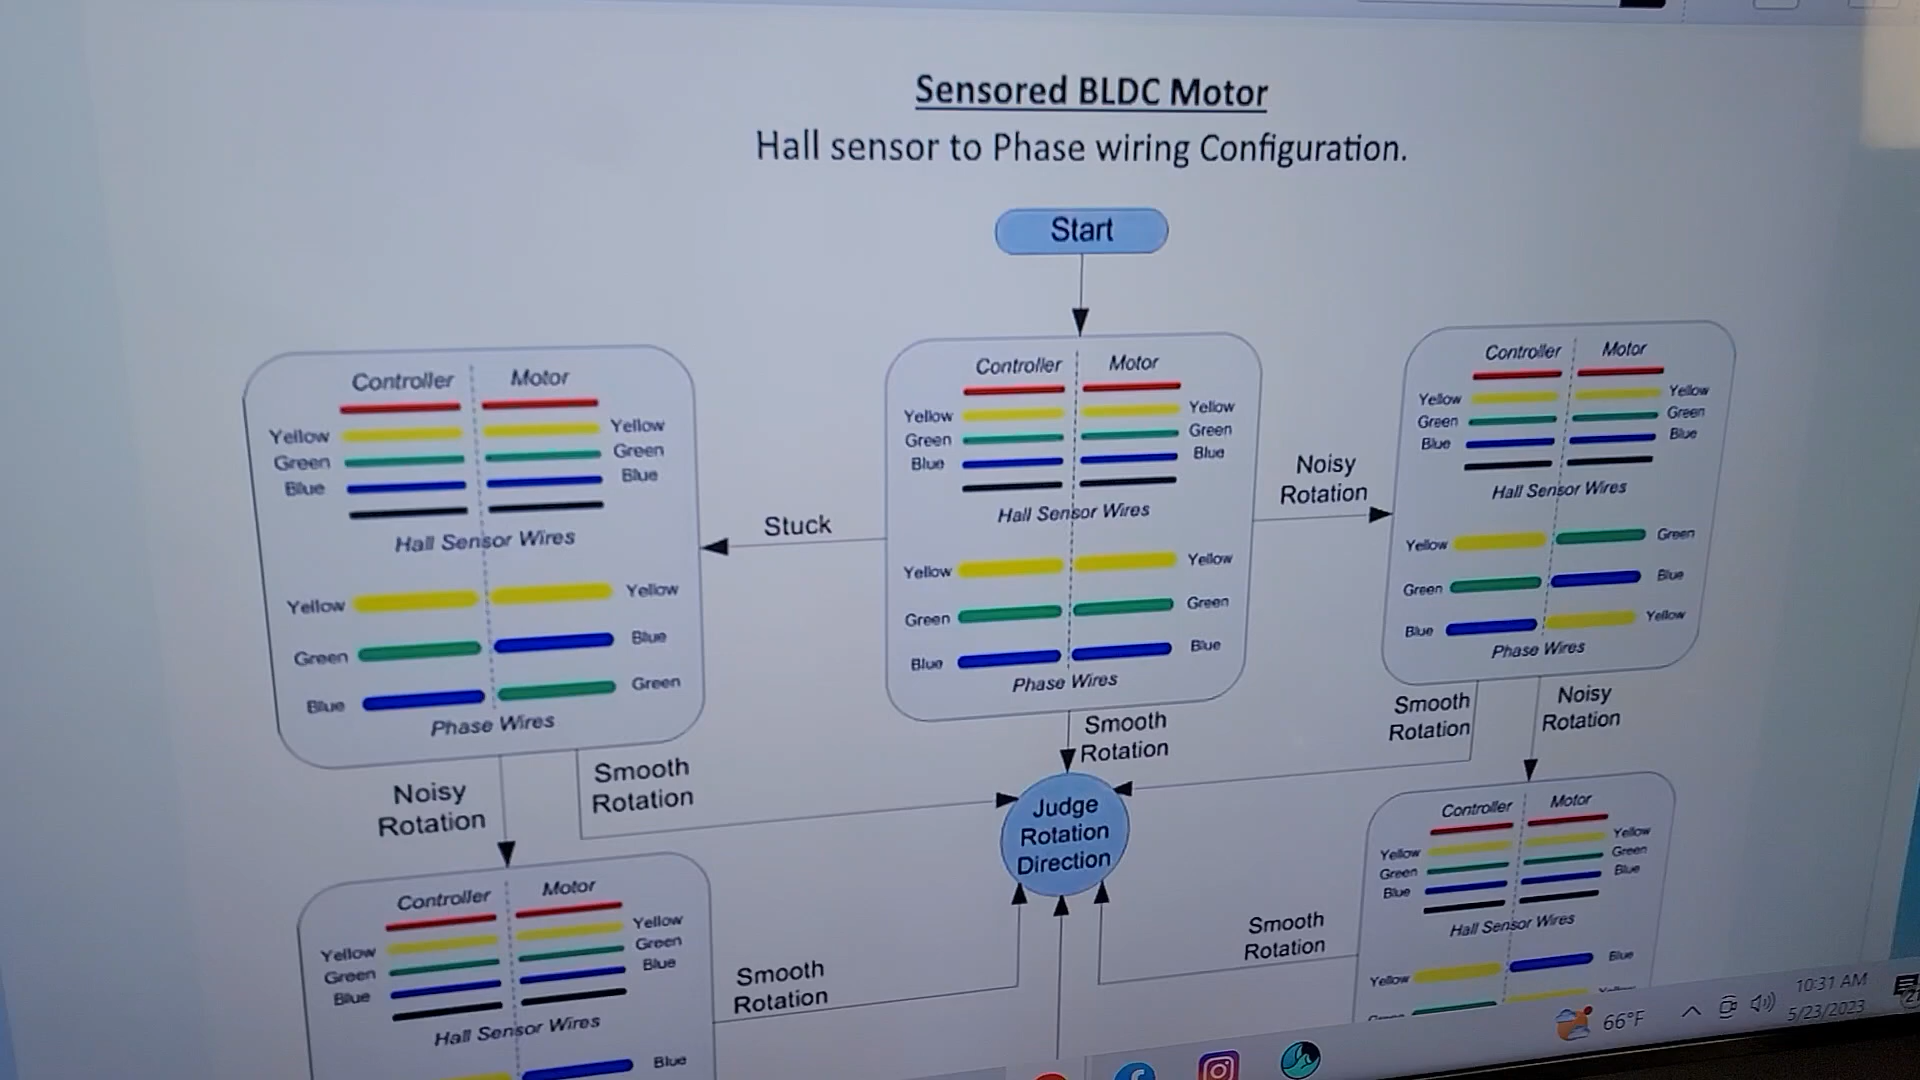 Sensored BLDC Motor
Hall sensor to Phase wiring Configuration.
Start
Controller Motor
Yellow Yellow
Green Green
Blue Blue
Hall Sensor Wires
Yellow Yellow
Green Blue
Blue Green
Phase Wires
Stuck
Controller Motor
Yellow Yellow
Green Green
Blue Blue
Hall Sensor Wires
Yellow Yellow
Green Green
Blue Blue
Phase Wires
Noisy
Rotation
Controller Motor
Yellow Yellow
Green Green
Blue Blue
Hall Sensor Wires
Yellow Green
Green Blue
Blue Yellow
Phase Wires
Noisy
Rotation
Smooth
Rotation
Smooth
Rotation
Smooth
Rotation
Noisy
Rotation
Judge
Rotation
Direction
Controller Motor
Yellow Yellow
Green Green
Blue Blue
Hall Sensor Wires
Blue
Smooth
Rotation
Smooth
Rotation
Controller Motor
Yellow Yellow
Green Green
Blue Blue
Hall Sensor Wires
Yellow Blue
66°F
10:31 AM
5/23/2023